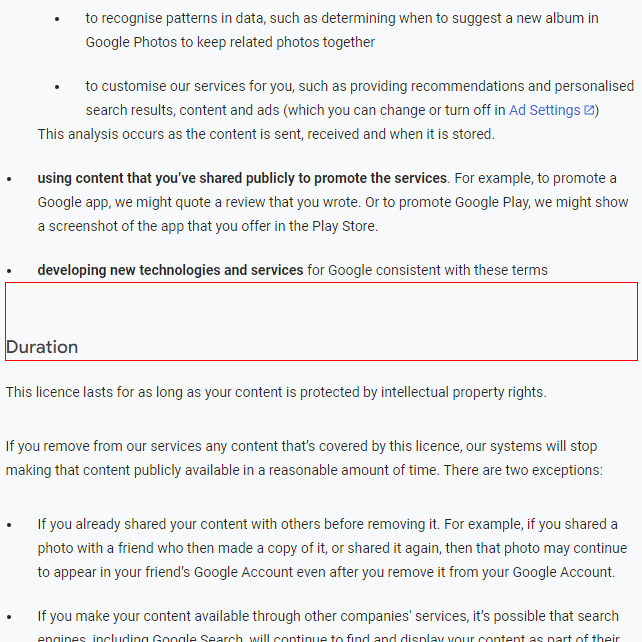 • to recognise patterns in data, such as determining when to suggest a new album in
Google Photos to keep related photos together
• to customise our services for you, such as providing recommendations and personalised
search results, content and ads (which you can change or turn off in Ad Settings)
This analysis occurs as the content is sent, received and when it is stored.
• using content that you’ve shared publicly to promote the services. For example, to promote a
Google app, we might quote a review that you wrote. Or to promote Google Play, we might show
a screenshot of the app that you offer in the Play Store.
• developing new technologies and services for Google consistent with these terms
Duration
This licence lasts for as long as your content is protected by intellectual property rights.
If you remove from our services any content that’s covered by this licence, our systems will stop
making that content publicly available in a reasonable amount of time. There are two exceptions:
• If you already shared your content with others before removing it. For example, if you shared a
photo with a friend who then made a copy of it, or shared it again, then that photo may continue
to appear in your friend’s Google Account even after you remove it from your Google Account.
• If you make your content available through other companies' services, it’s possible that search
engines, including Google Search, will continue to find and display your content as part of their